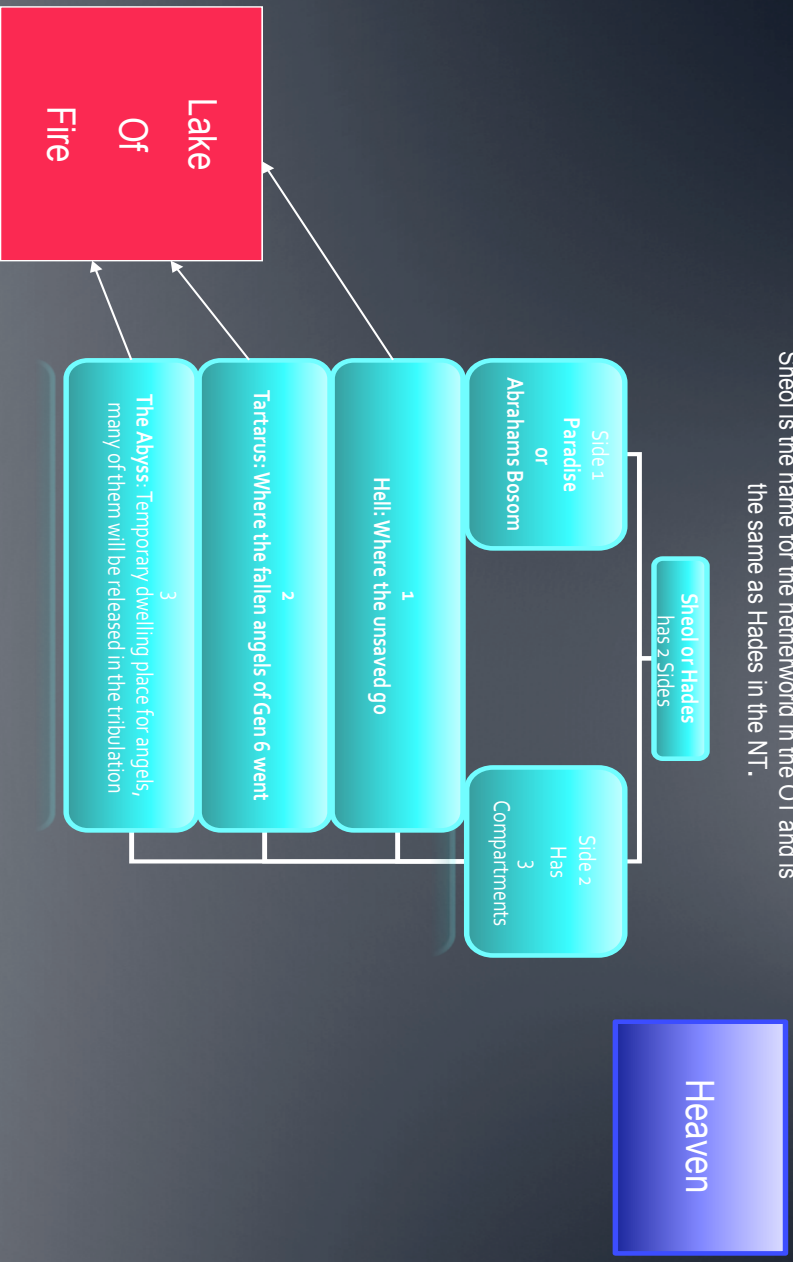 Sheol is the name for the netherworld in the OT and is
the same as Hades in the NT.
Heaven
Sheol or Hades
has 2 Sides
Side 1
Paradise
or
Abrahams Bosom
Side 2
Has
3
Compartments
1
Hell: Where the unsaved go
2
Tartarus: Where the fallen angels of Gen 6 went
3
The Abyss: Temporary dwelling place for angels,
many of them will be released in the tribulation
Lake
Of
Fire